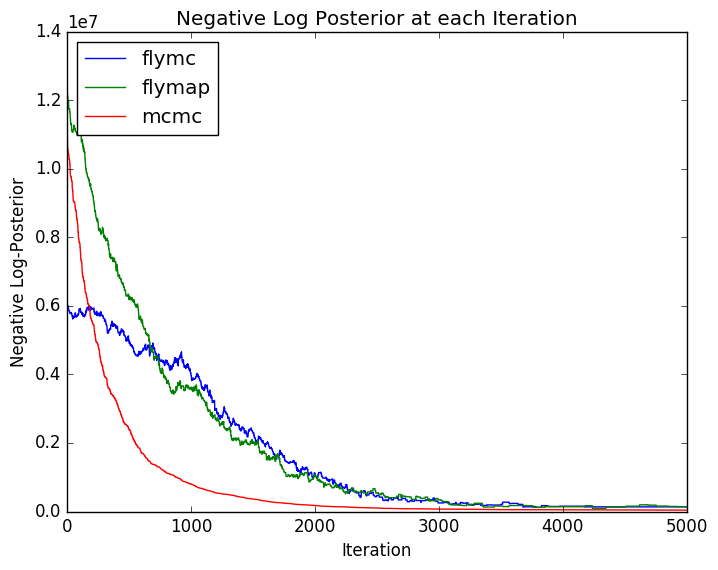 Negative Log Posterior at each Iteration
1e7
1.4
1.2
1.0
0.8
0.6
0.4
0.2
0.0
Negative Log-Posterior
flymc
flymap
mcmc
0 1000 2000 3000 4000 5000
Iteration